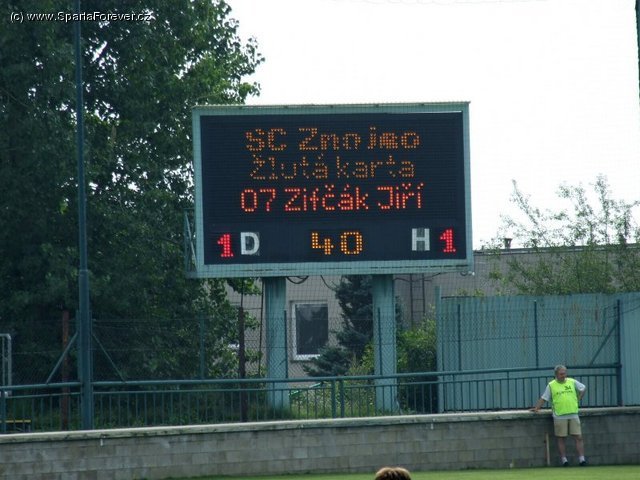 (c) www.SpartaForever.cz
SC Znojmo
Žlutá karta
07 Zifčák Jiří
1 D 40 H 1